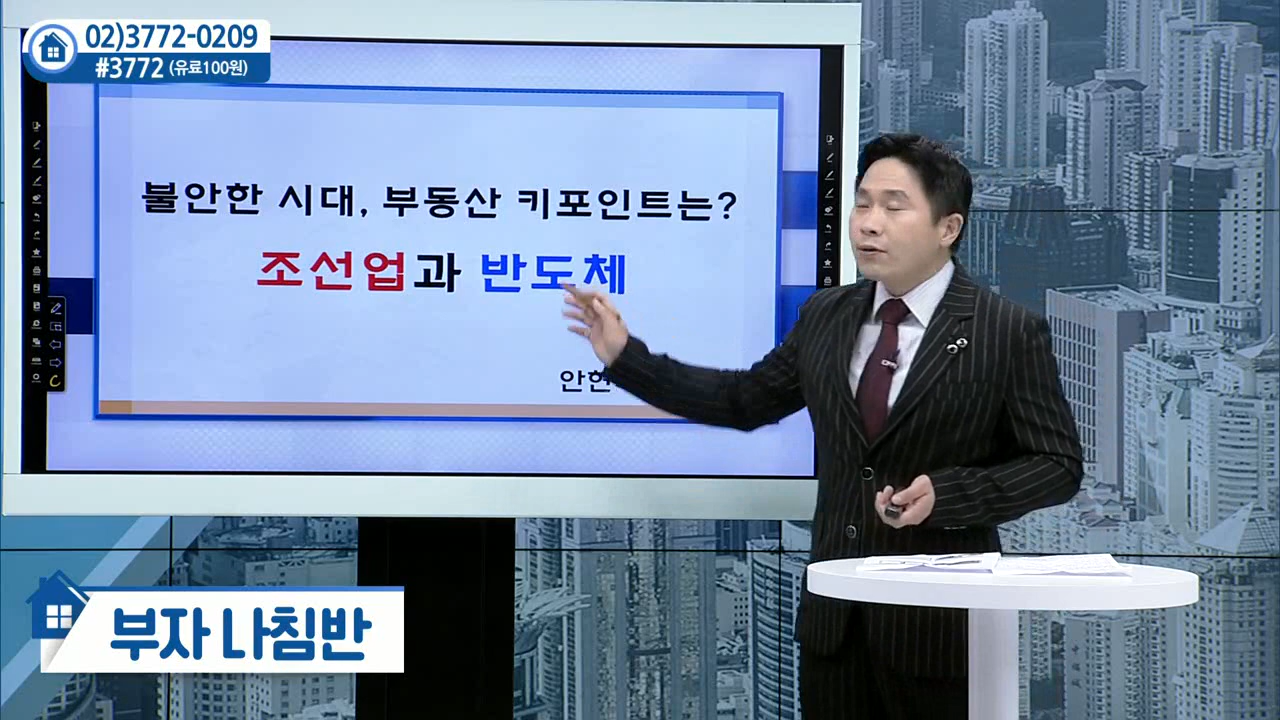 02)3772-0209
#3772 (유료100원)
불안한 시대, 부동산 키포인트는?
조선업과 반도체
안현
부자 나침반